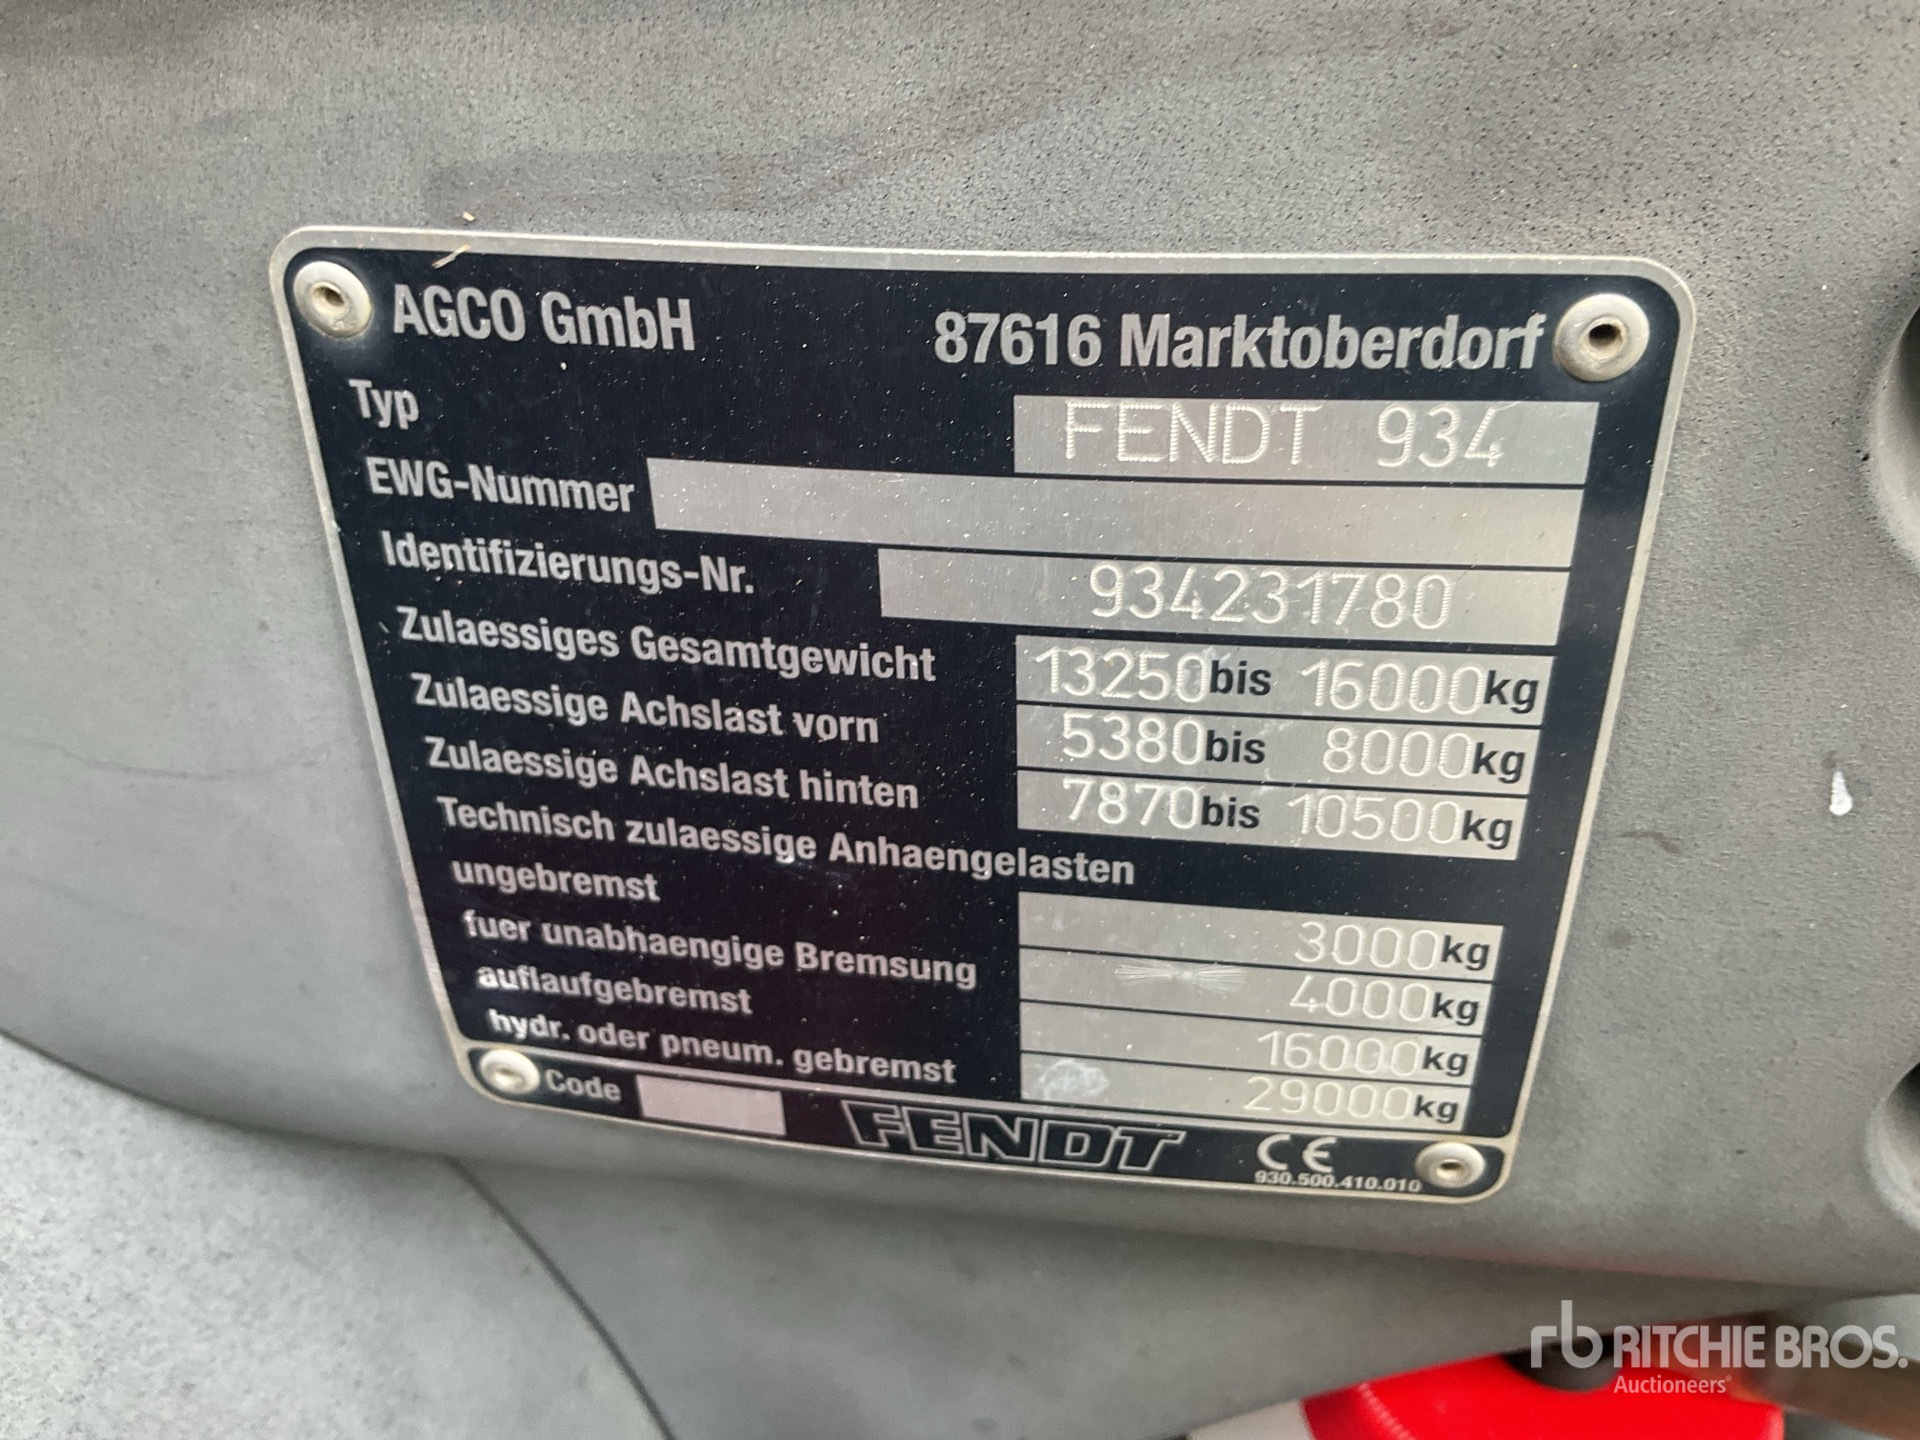 AGCO GmbH 87616 Marktoberdorf
Typ FENDT 934
EWG-Nummer
Identifizierungs-Nr. 934231780
Zulaessiges Gesamtgewicht 13250 bis 16000 kg
Zulaessige Achslast vorn 5380 bis 8000 kg
Zulaessige Achslast hinten 7870 bis 10500 kg
Technisch zulaessige Anhaengelasten
ungebremst 3000 kg
fuer unabhaengige Bremsung 4000 kg
auflaufgebremst 16000 kg
hydr. oder pneum. gebremst 29000 kg
Code FENDT CE
930.500.410.010
rb RITCHIE BROS.
Auctioneers